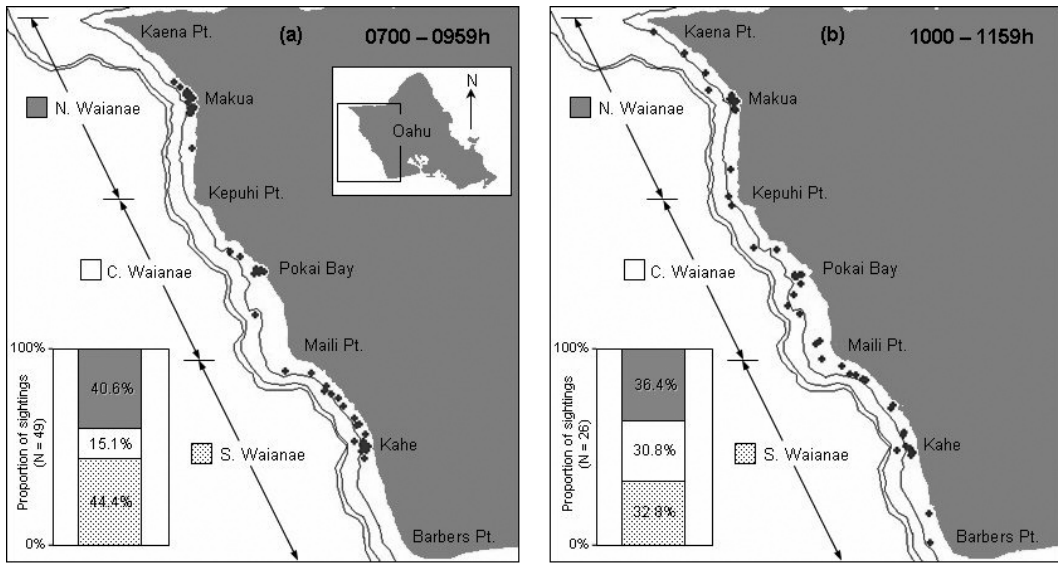 Kaena Pt.
(a)
0700 – 0959h
Makua
N
Oahu
N. Waianae
Kepuhi Pt.
C. Waianae
Pokai Bay
Maili Pt.
100%
40.6%
15.1%
44.4%
0%
Proportion of sightings
(N = 49)
S. Waianae
Kahe
Barbers Pt.
Kaena Pt.
(b)
1000 – 1159h
Makua
N. Waianae
Kepuhi Pt.
C. Waianae
Pokai Bay
Maili Pt.
100%
36.4%
30.8%
32.8%
0%
Proportion of sightings
(N = 26)
S. Waianae
Kahe
Barbers Pt.